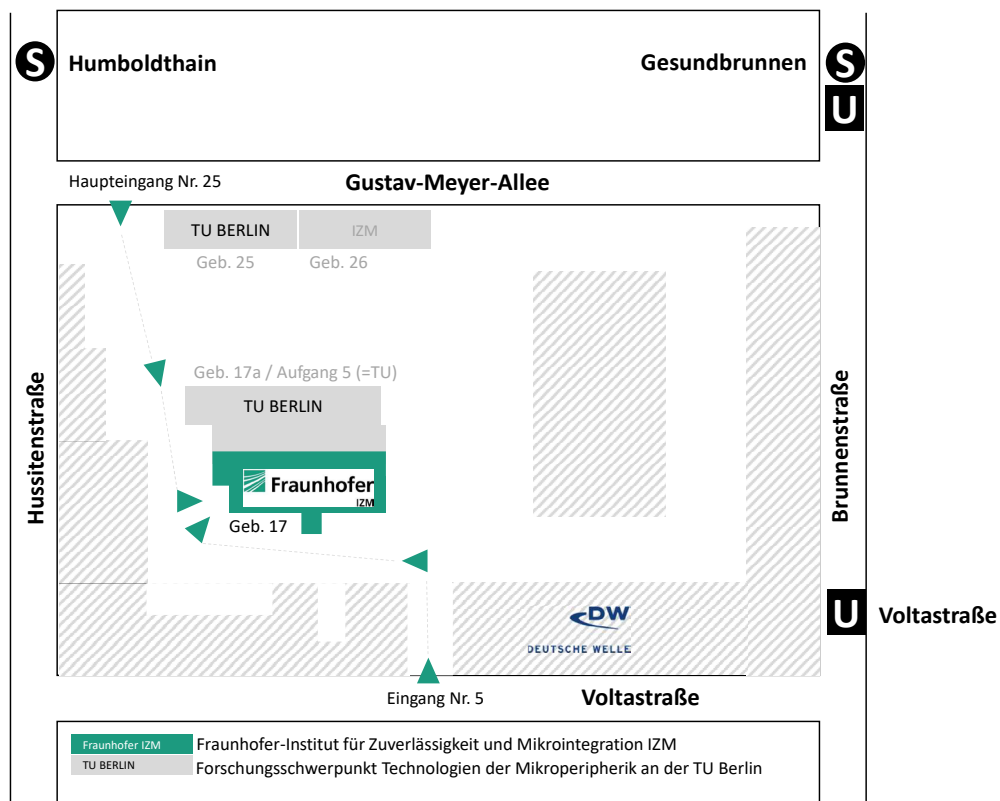 S Humboldthain
Gesundbrunnen S
U
Haupteingang Nr. 25
Gustav-Meyer-Allee
TU BERLIN
IZM
Geb. 25
Geb. 26
Geb. 17a / Aufgang 5 (=TU)
TU BERLIN
Hussitenstraße
Brunnenstraße
Fraunhofer
IZM
Geb. 17
DW
DEUTSCHE WELLE
U Voltastraße
Eingang Nr. 5
Voltastraße
Fraunhofer IZM Fraunhofer-Institut für Zuverlässigkeit und Mikrointegration IZM
TU BERLIN Forschungsschwerpunkt Technologien der Mikroperipherik an der TU Berlin